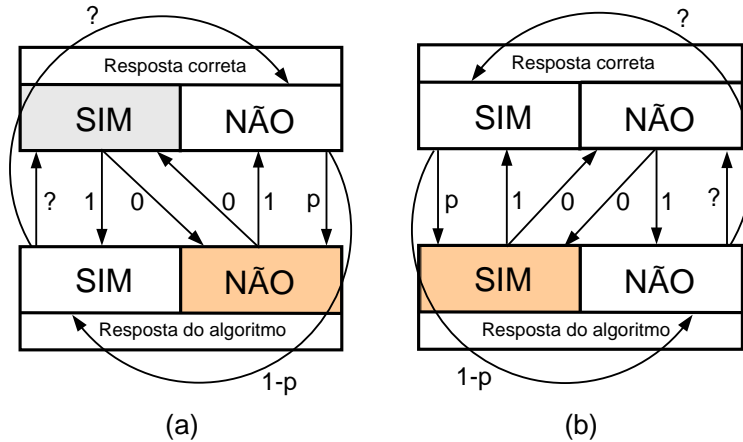 ?
Resposta correta
SIM NÃO
? 1 0 0 1 p
SIM NÃO
Resposta do algoritmo
1-p
(a)
?
Resposta correta
SIM NÃO
p 1 0 0 1 ?
SIM NÃO
Resposta do algoritmo
1-p
(b)